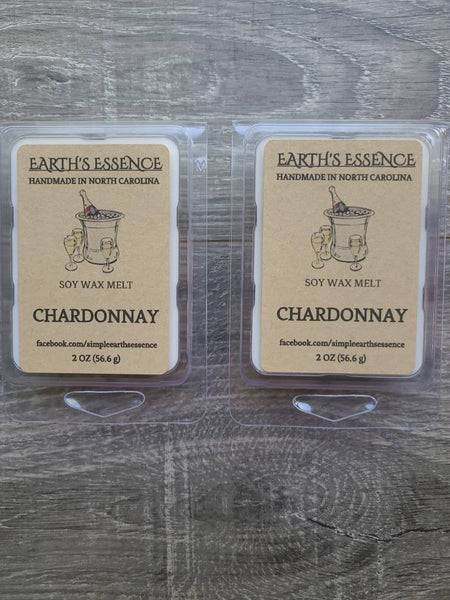 EARTH'S ESSENCE
HANDMADE IN NORTH CAROLINA
SOY WAX MELT
CHARDONNAY
facebook.com/simpleearthsessence
2 OZ (56.6 g)
EARTH'S ESSENCE
HANDMADE IN NORTH CAROLINA
SOY WAX MELT
CHARDONNAY
facebook.com/simpleearthsessence
2 OZ (56.6 g)